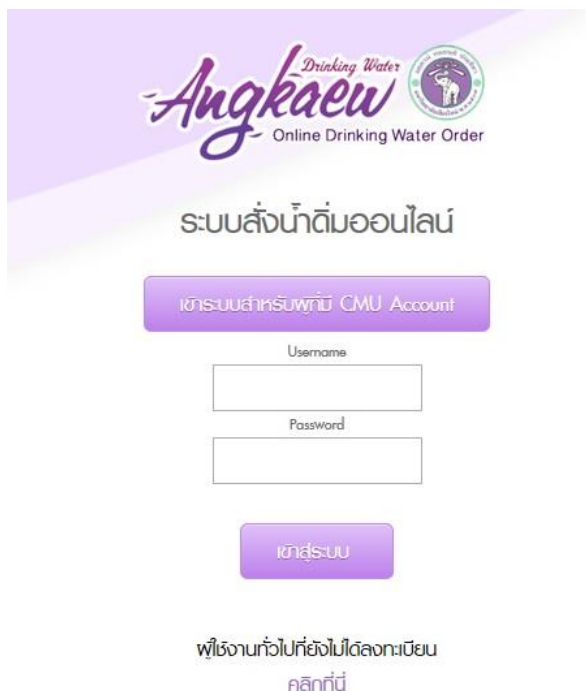 Drinking Water
Angkaew
Online Drinking Water Order
ระบบสั่งน้ำดื่มออนไลน์
เข้าระบบสำหรับผู้ที่มี CMU Account
Username
Password
เข้าสู่ระบบ
ผู้ใช้งานทั่วไปที่ยังไม่ได้ลงทะเบียน
คลิกที่นี่